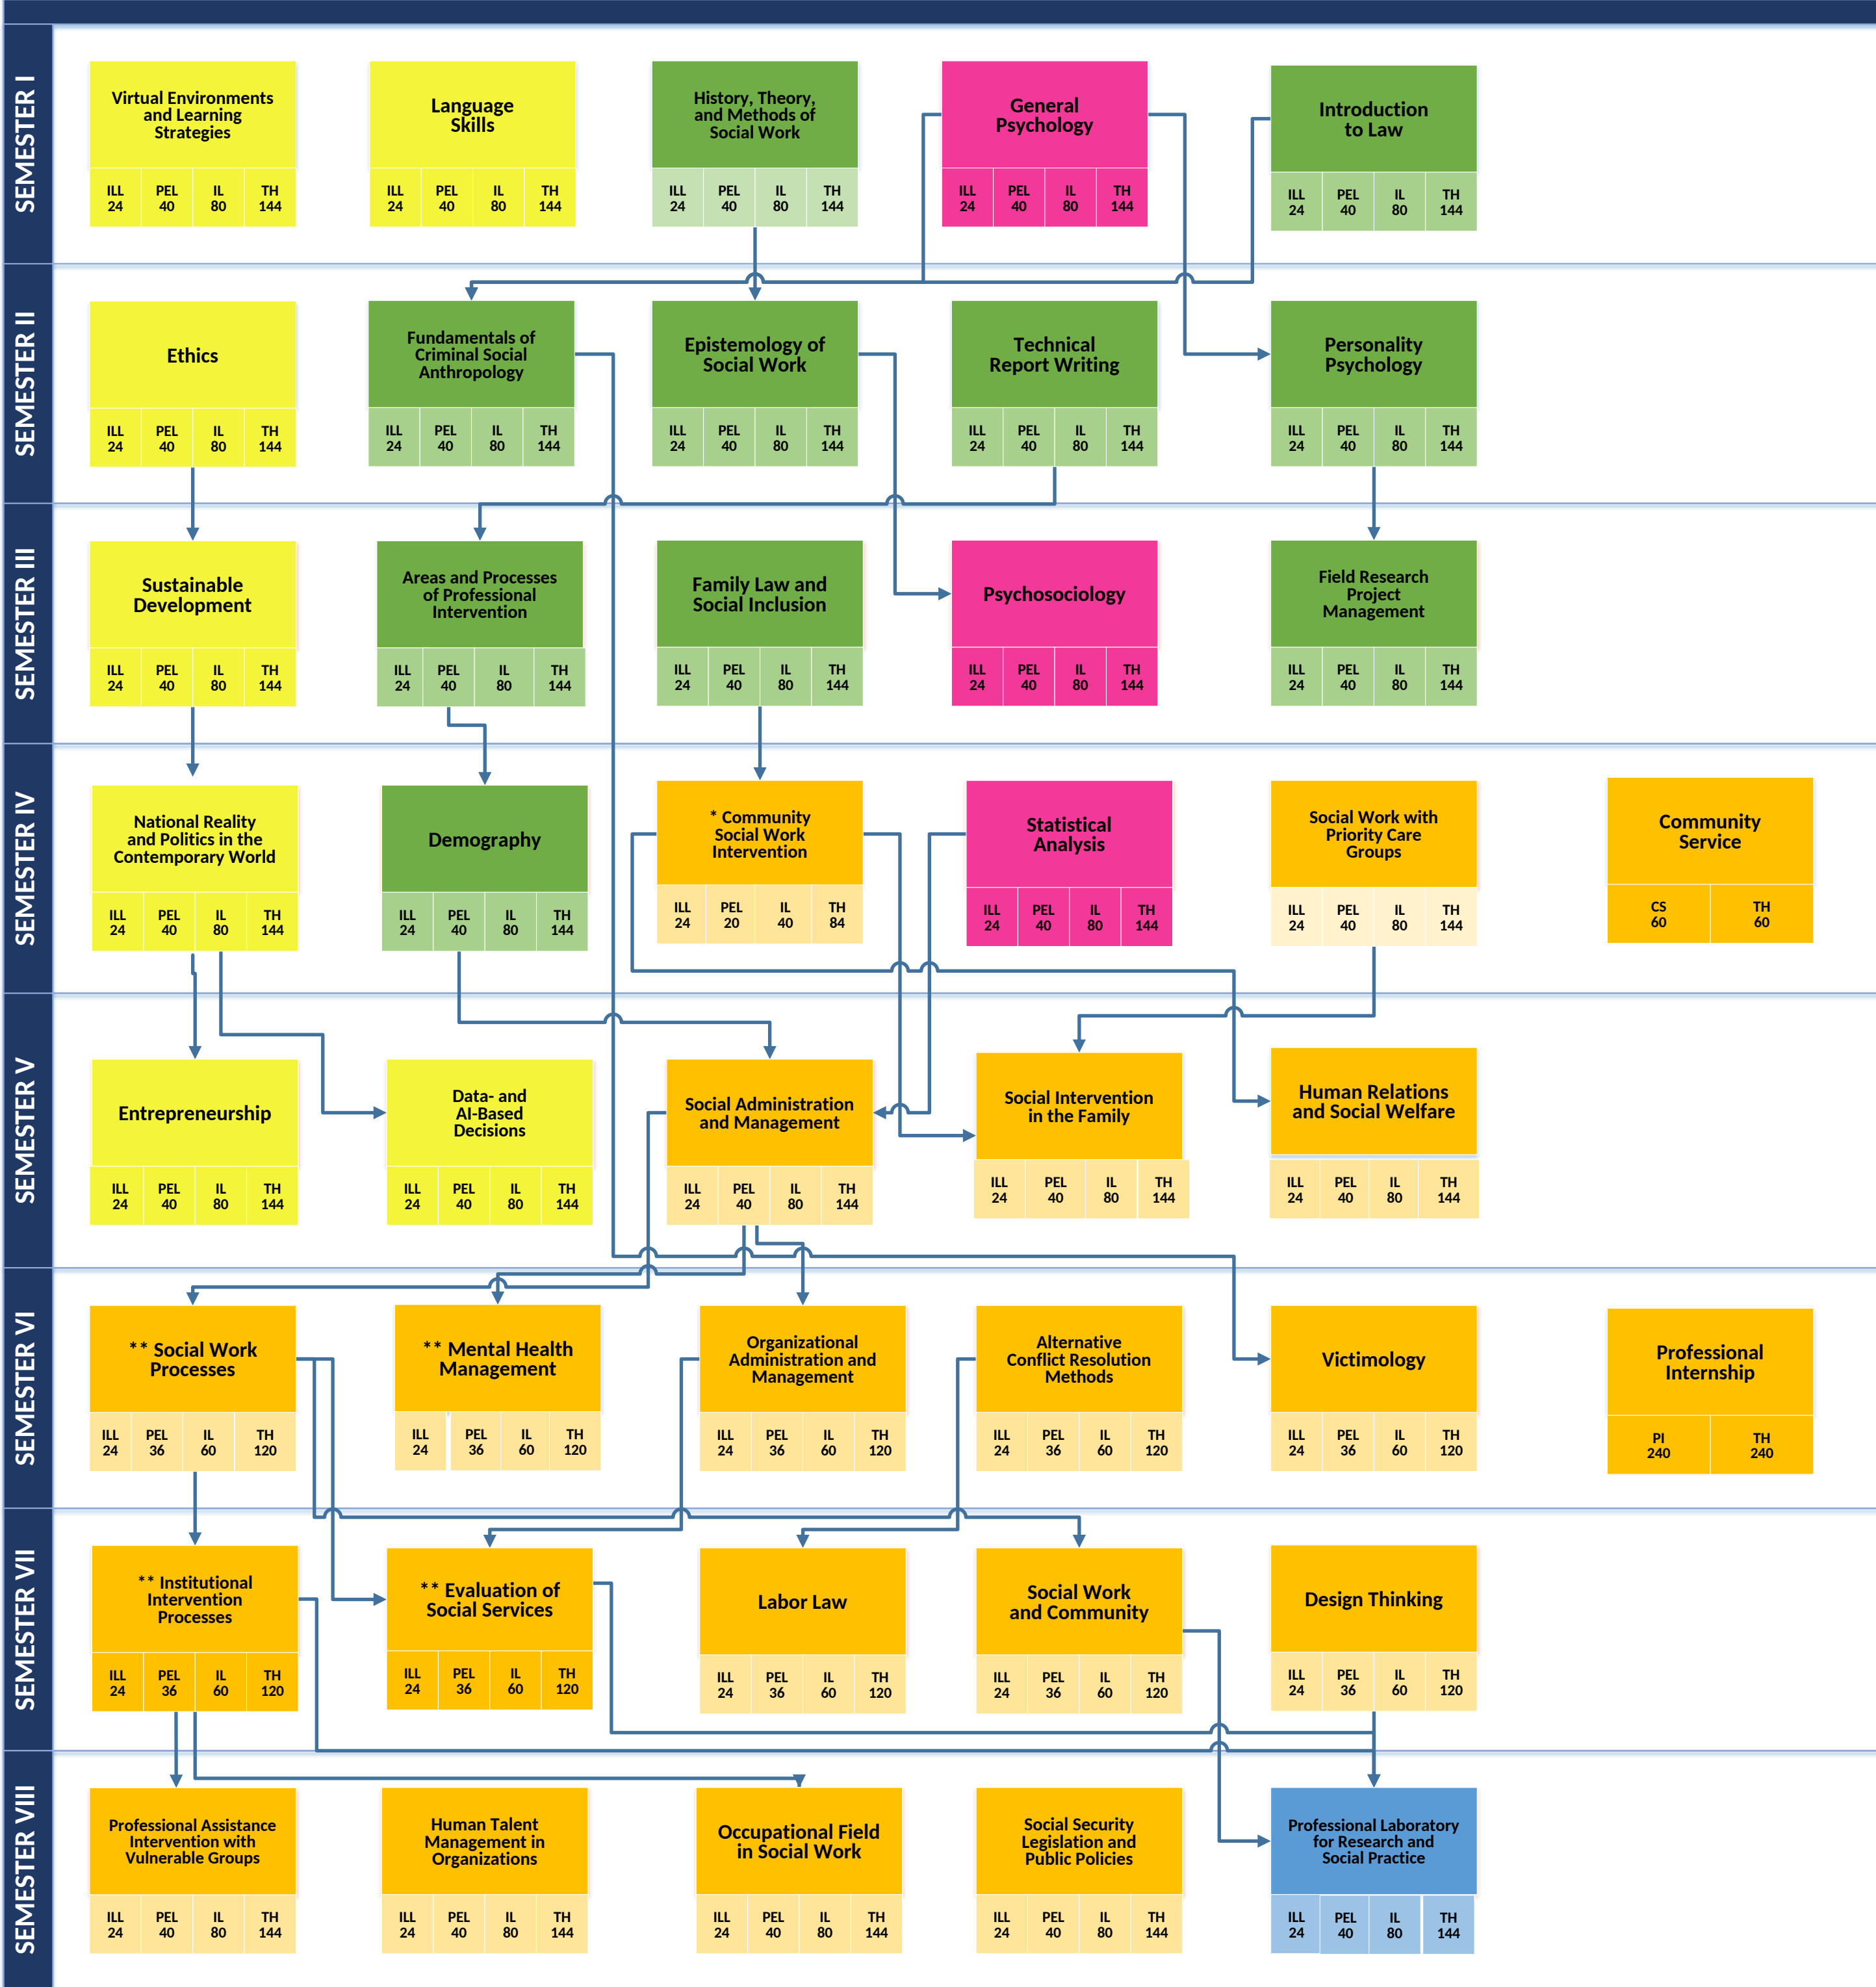 SEMESTER I
Virtual Environments
and Learning
Strategies
ILL PEL IL TH
24 40 80 144
Language
Skills
ILL PEL IL TH
24 40 80 144
History, Theory,
and Methods of
Social Work
ILL PEL IL TH
24 40 80 144
General
Psychology
ILL PEL IL TH
24 40 80 144
Introduction
to Law
ILL PEL IL TH
24 40 80 144
SEMESTER II
Ethics
ILL PEL IL TH
24 40 80 144
Fundamentals of
Criminal Social
Anthropology
ILL PEL IL TH
24 40 80 144
Epistemology of
Social Work
ILL PEL IL TH
24 40 80 144
Technical
Report Writing
ILL PEL IL TH
24 40 80 144
Personality
Psychology
ILL PEL IL TH
24 40 80 144
SEMESTER III
Sustainable
Development
ILL PEL IL TH
24 40 80 144
Areas and Processes
of Professional
Intervention
ILL PEL IL TH
24 40 80 144
Family Law and
Social Inclusion
ILL PEL IL TH
24 40 80 144
Psychosociology
ILL PEL IL TH
24 40 80 144
Field Research
Project
Management
ILL PEL IL TH
24 40 80 144
SEMESTER IV
National Reality
and Politics in the
Contemporary World
ILL PEL IL TH
24 40 80 144
Demography
ILL PEL IL TH
24 40 80 144
* Community
Social Work
Intervention
ILL PEL IL TH
24 20 40 84
Statistical
Analysis
ILL PEL IL TH
24 40 80 144
Social Work with
Priority Care
Groups
ILL PEL IL TH
24 40 80 144
Community
Service
CS TH
60 60
SEMESTER V
Entrepreneurship
ILL PEL IL TH
24 40 80 144
Data- and
AI-Based
Decisions
ILL PEL IL TH
24 40 80 144
Social Administration
and Management
ILL PEL IL TH
24 40 80 144
Social Intervention
in the Family
ILL PEL IL TH
24 40 80 144
Human Relations
and Social Welfare
ILL PEL IL TH
24 40 80 144
SEMESTER VI
** Social Work
Processes
ILL PEL IL TH
24 36 60 120
** Mental Health
Management
ILL PEL IL TH
24 36 60 120
Organizational
Administration and
Management
ILL PEL IL TH
24 36 60 120
Alternative
Conflict Resolution
Methods
ILL PEL IL TH
24 36 60 120
Victimology
ILL PEL IL TH
24 36 60 120
Professional
Internship
PI TH
240 240
SEMESTER VII
** Institutional
Intervention
Processes
ILL PEL IL TH
24 36 60 120
** Evaluation of
Social Services
ILL PEL IL TH
24 36 60 120
Labor Law
ILL PEL IL TH
24 36 60 120
Social Work
and Community
ILL PEL IL TH
24 36 60 120
Design Thinking
ILL PEL IL TH
24 36 60 120
SEMESTER VIII
Professional Assistance
Intervention with
Vulnerable Groups
ILL PEL IL TH
24 40 80 144
Human Talent
Management in
Organizations
ILL PEL IL TH
24 40 80 144
Occupational Field
in Social Work
ILL PEL IL TH
24 40 80 144
Social Security
Legislation and
Public Policies
ILL PEL IL TH
24 40 80 144
Professional Laboratory
for Research and
Social Practice
ILL PEL IL TH
24 40 80 144